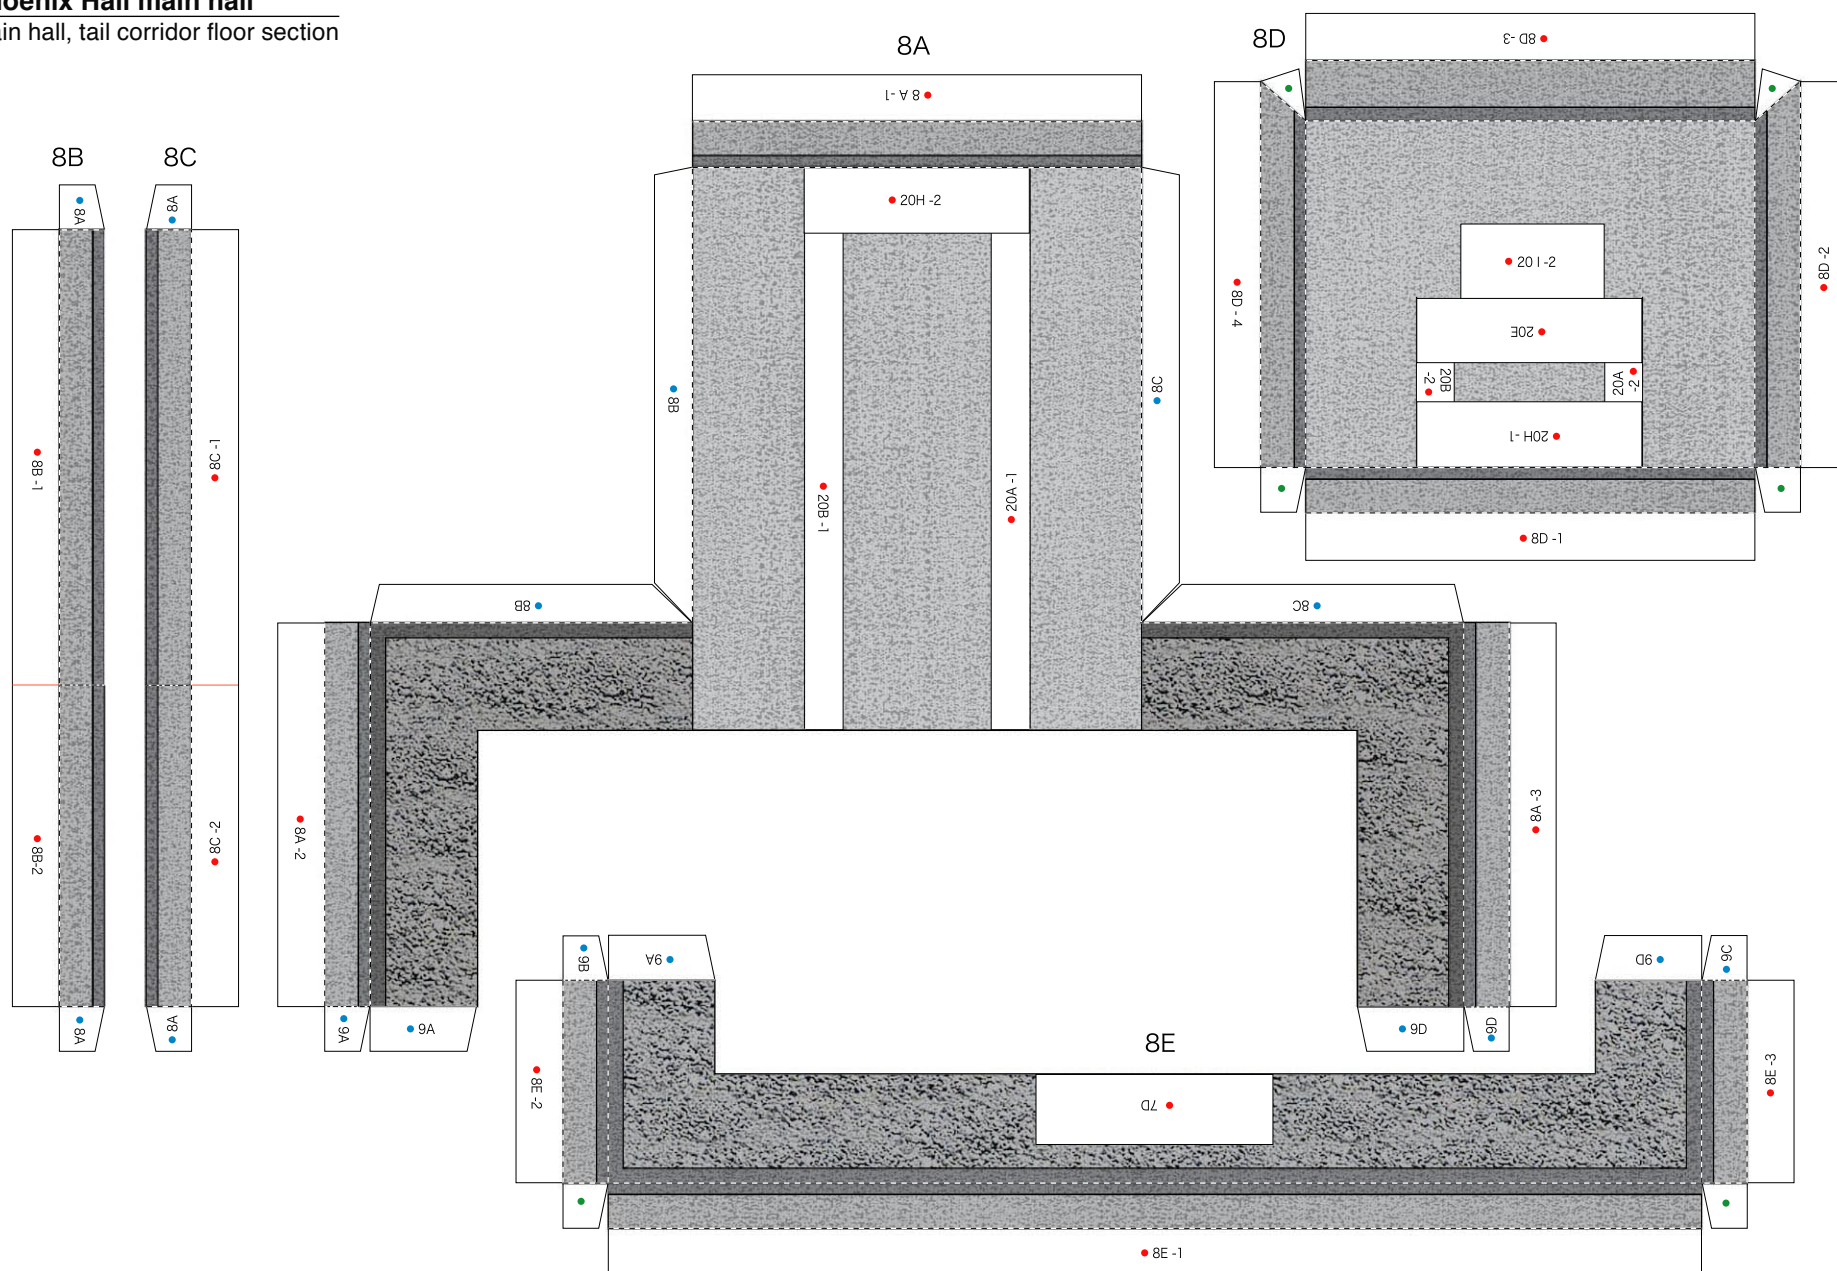 oenix Hall main hall
in hall, tail corridor floor section
8A
8D
8D -3
8 A -1
8B
8C
8A
8A
20H -2
8D - 4
8D -2
20 I -2
20E
20B -2
20A -2
20H -1
8D -1
8B
8C
8B -1
8C -1
20B -1
20A -1
8B
8C
8A -2
8A -3
8B-2
8C -2
8A
8A
9A
9A
9B
9A
9D
9C
9D
9D
8E
8E -2
7D
8E -3
8E -1